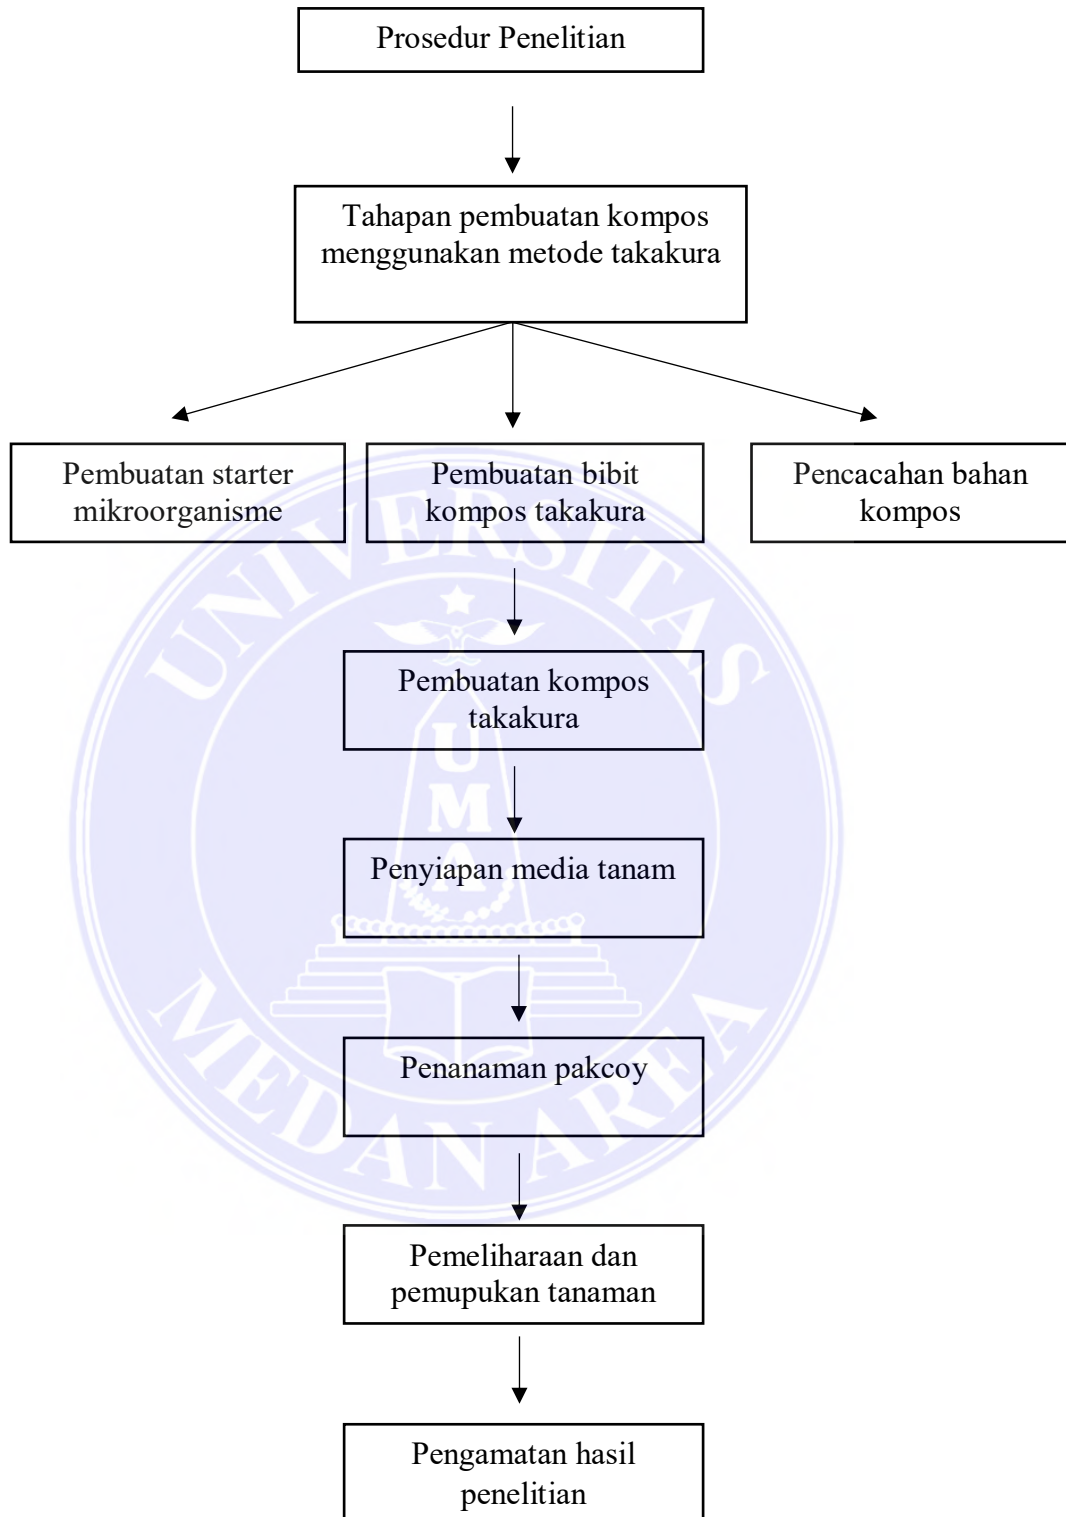 Prosedur Penelitian
Tahapan pembuatan kompos
menggunakan metode takakura
Pembuatan starter
mikroorganisme
Pembuatan bibit
kompos takakura
Pencacahan bahan
kompos
UNIVERSITAS
Pembuatan kompos
takakura
U
M
A
Penyiapan media tanam
Penanaman pakcoy
MEDAN AREA
Pemeliharaan dan
pemupukan tanaman
Pengamatan hasil
penelitian